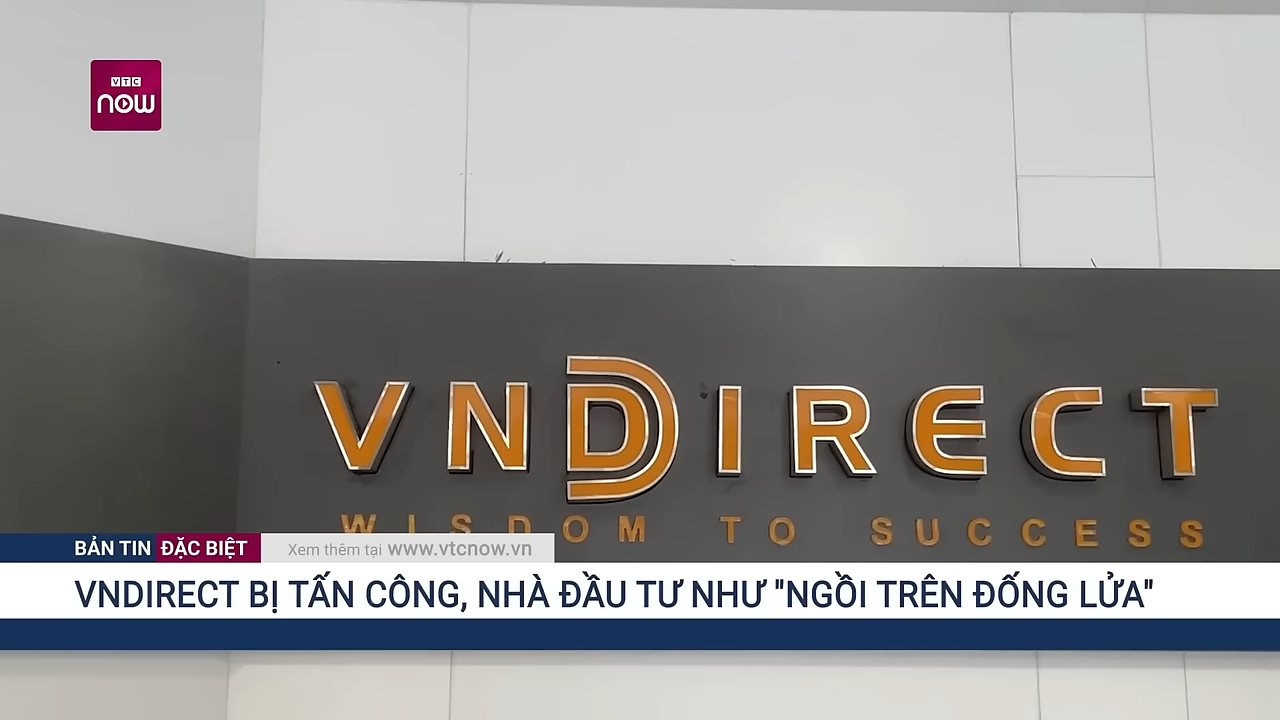 VTC
now
VNDIRECT
WISDOM TO SUCCESS
BẢN TIN ĐẶC BIỆT Xem thêm tại www.vtcnow.vn
VNDIRECT BỊ TẤN CÔNG, NHÀ ĐẦU TƯ NHƯ "NGỒI TRÊN ĐỐNG LỬA"